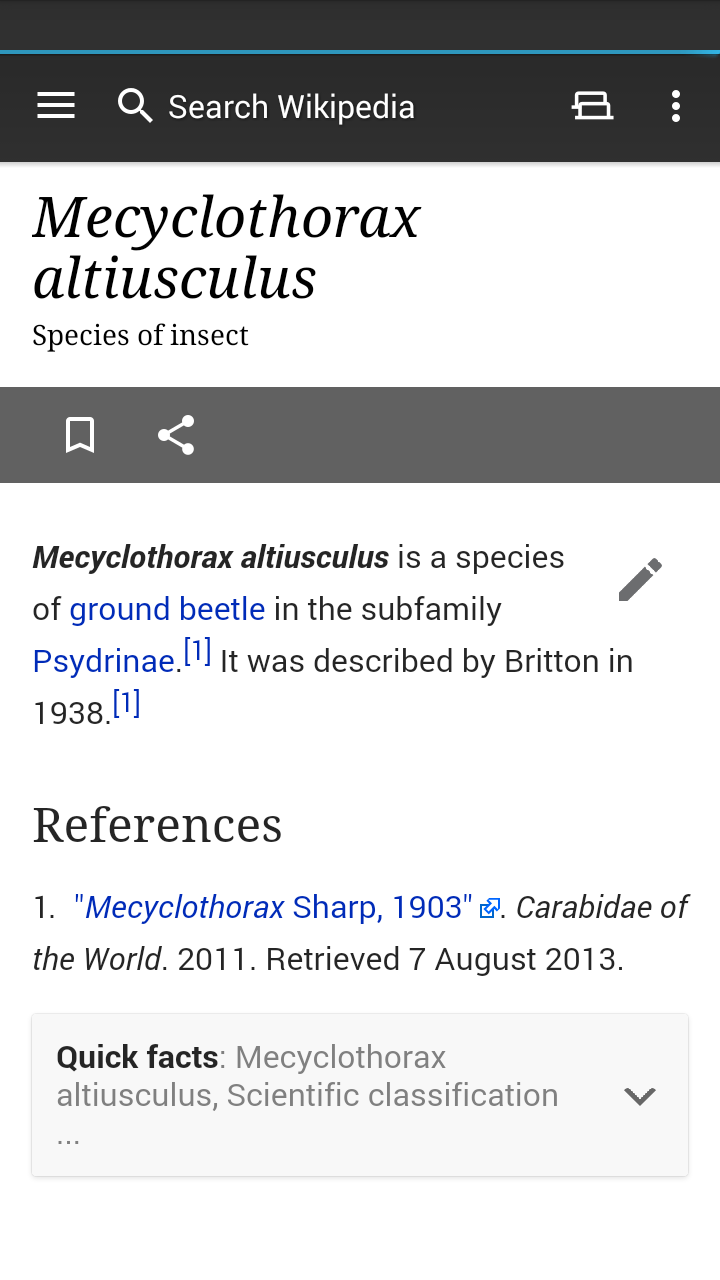 Search Wikipedia
Mecyclothorax
altiusculus
Species of insect
Mecyclothorax altiusculus is a species
of ground beetle in the subfamily
Psydrinae.[1] It was described by Britton in
1938.[1]
References
1. "Mecyclothorax Sharp, 1903" . Carabidae of
the World. 2011. Retrieved 7 August 2013.
Quick facts: Mecyclothorax
altiusculus, Scientific classification
...